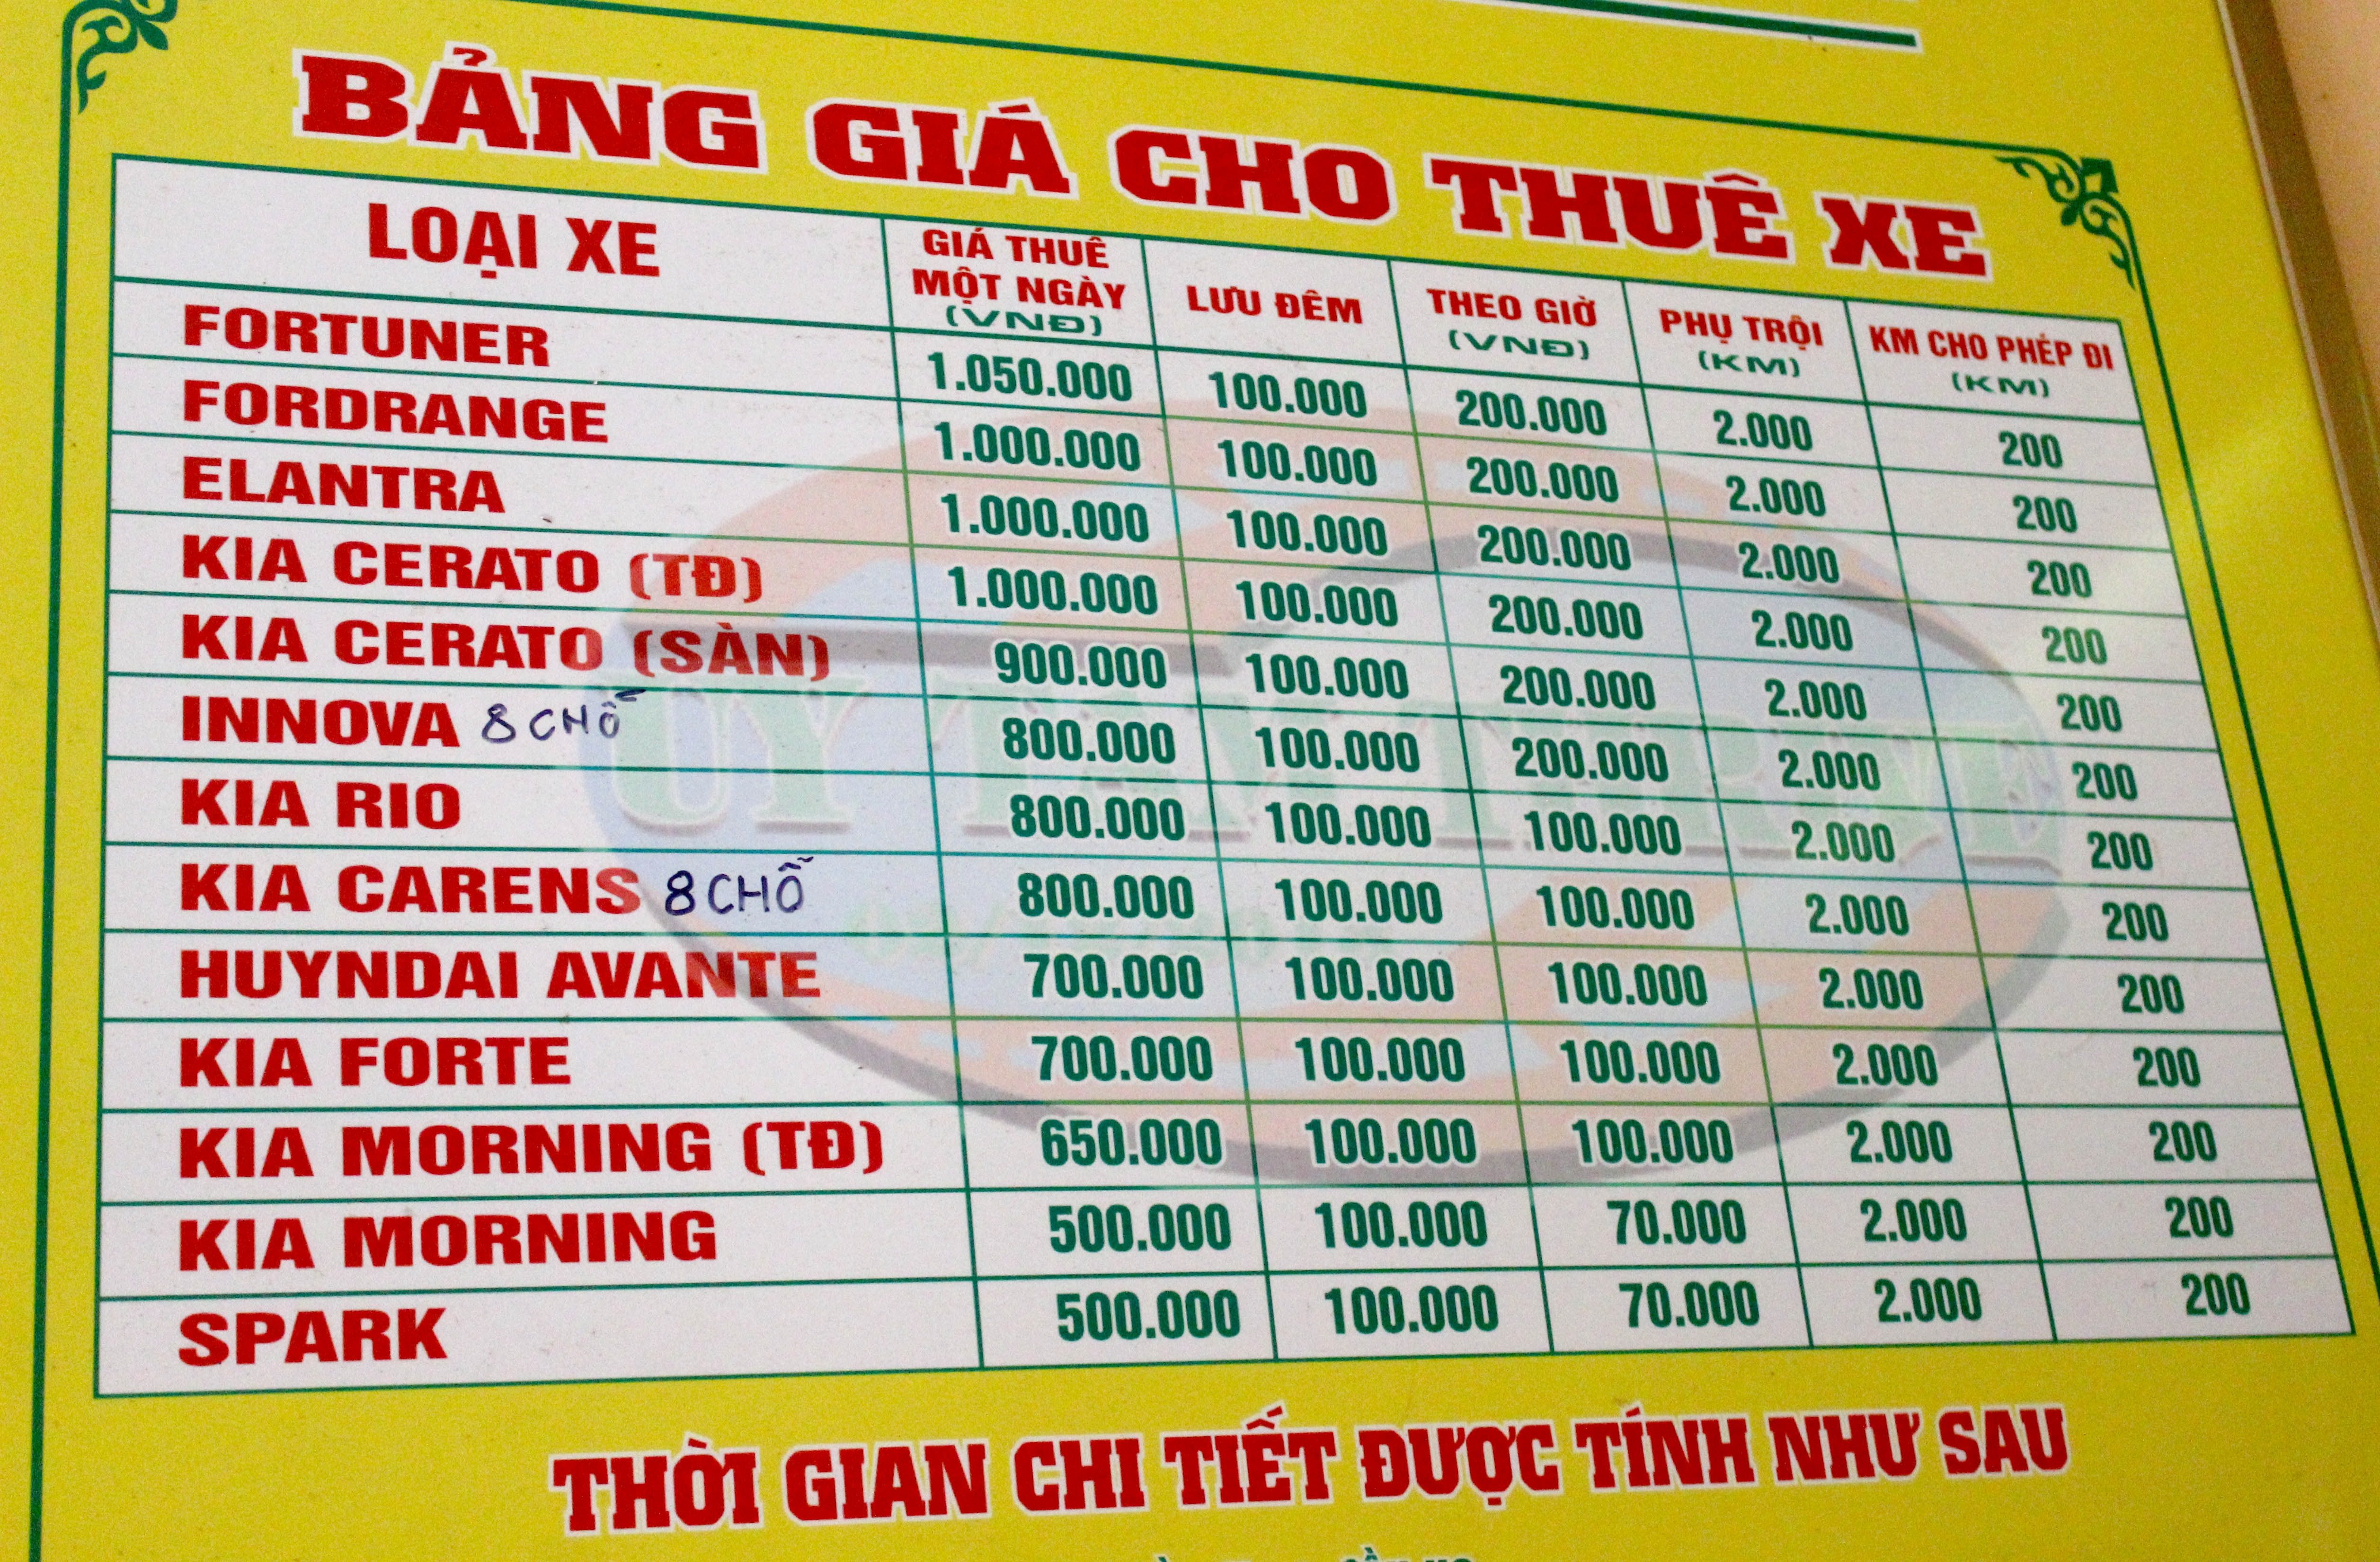 BẢNG GIÁ CHO THUÊ XE
LOẠI XE GIÁ THUÊ MỘT NGÀY (VNĐ) LƯU ĐÊM THEO GIỜ (VNĐ) PHỤ TRỘI (KM) KM CHO PHÉP ĐI (KM)
FORTUNER 1.050.000 100.000 200.000 2.000 200
FORDRANGE 1.000.000 100.000 200.000 2.000 200
ELANTRA 1.000.000 100.000 200.000 2.000 200
KIA CERATO (TĐ) 1.000.000 100.000 200.000 2.000 200
KIA CERATO (SÀN) 900.000 100.000 200.000 2.000 200
INNOVA 8 CHỖ 800.000 100.000 200.000 2.000 200
KIA RIO 800.000 100.000 100.000 2.000 200
KIA CARENS 8 CHỖ 800.000 100.000 100.000 2.000 200
HUYNDAI AVANTE 700.000 100.000 100.000 2.000 200
KIA FORTE 700.000 100.000 100.000 2.000 200
KIA MORNING (TĐ) 650.000 100.000 100.000 2.000 200
KIA MORNING 500.000 100.000 70.000 2.000 200
SPARK 500.000 100.000 70.000 2.000 200
THỜI GIAN CHI TIẾT ĐƯỢC TÍNH NHƯ SAU